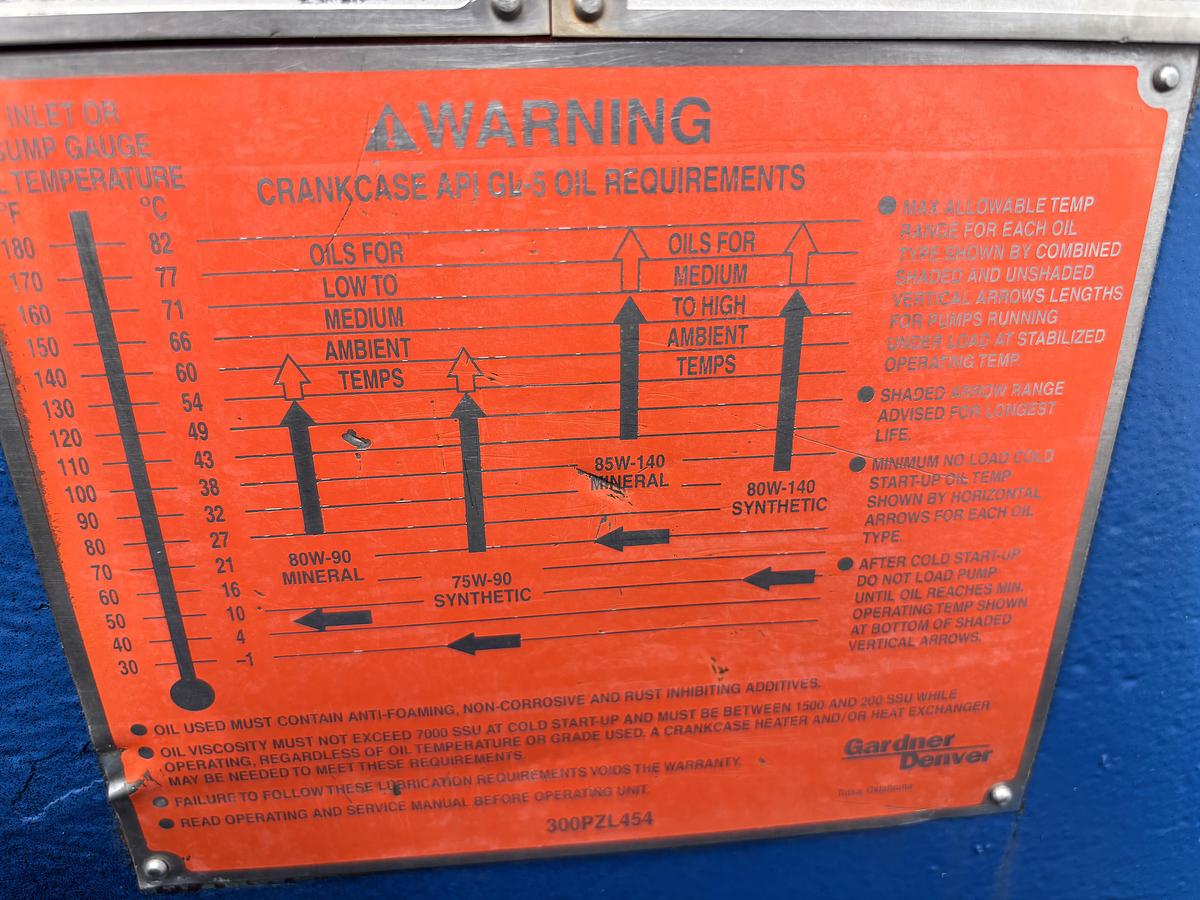 INLET OR
SUMP GAUGE
TEMPERATURE
°F °C
180 82
170 77
160 71
150 66
140 60
130 54
120 49
110 43
100 38
90 32
80 27
70 21
60 16
50 10
40 4
30 –1
WARNING
CRANKCASE API GL-5 OIL REQUIREMENTS
OILS FOR
LOW TO
MEDIUM
AMBIENT
TEMPS
OILS FOR
MEDIUM
TO HIGH
AMBIENT
TEMPS
80W-90
MINERAL
75W-90
SYNTHETIC
85W-140
MINERAL
80W-140
SYNTHETIC
● MAX ALLOWABLE TEMP
RANGE FOR EACH OIL
TYPE SHOWN BY COMBINED
SHADED AND UNSHADED
VERTICAL ARROWS LENGTHS
FOR PUMPS RUNNING
UNDER LOAD AT STABILIZED
OPERATING TEMP.
● SHADED ARROW RANGE
ADVISED FOR LONGEST
LIFE.
● MINIMUM NO LOAD COLD
START-UP OIL TEMP
SHOWN BY HORIZONTAL
ARROWS FOR EACH OIL
TYPE.
● AFTER COLD START-UP
DO NOT LOAD PUMP
UNTIL OIL REACHES MIN.
OPERATING TEMP SHOWN
AT BOTTOM OF SHADED
VERTICAL ARROWS.
● OIL USED MUST CONTAIN ANTI-FOAMING, NON-CORROSIVE AND RUST INHIBITING ADDITIVES.
● OIL VISCOSITY MUST NOT EXCEED 7000 SSU AT COLD START-UP AND MUST BE BETWEEN 1500 AND 200 SSU WHILE
OPERATING, REGARDLESS OF OIL TEMPERATURE OR GRADE USED. A CRANKCASE HEATER AND/OR HEAT EXCHANGER
MAY BE NEEDED TO MEET THESE REQUIREMENTS.
● FAILURE TO FOLLOW THESE LUBRICATION REQUIREMENTS VOIDS THE WARRANTY.
● READ OPERATING AND SERVICE MANUAL BEFORE OPERATING UNIT.
Gardner
Denver
Tulsa, Oklahoma
300PZL454